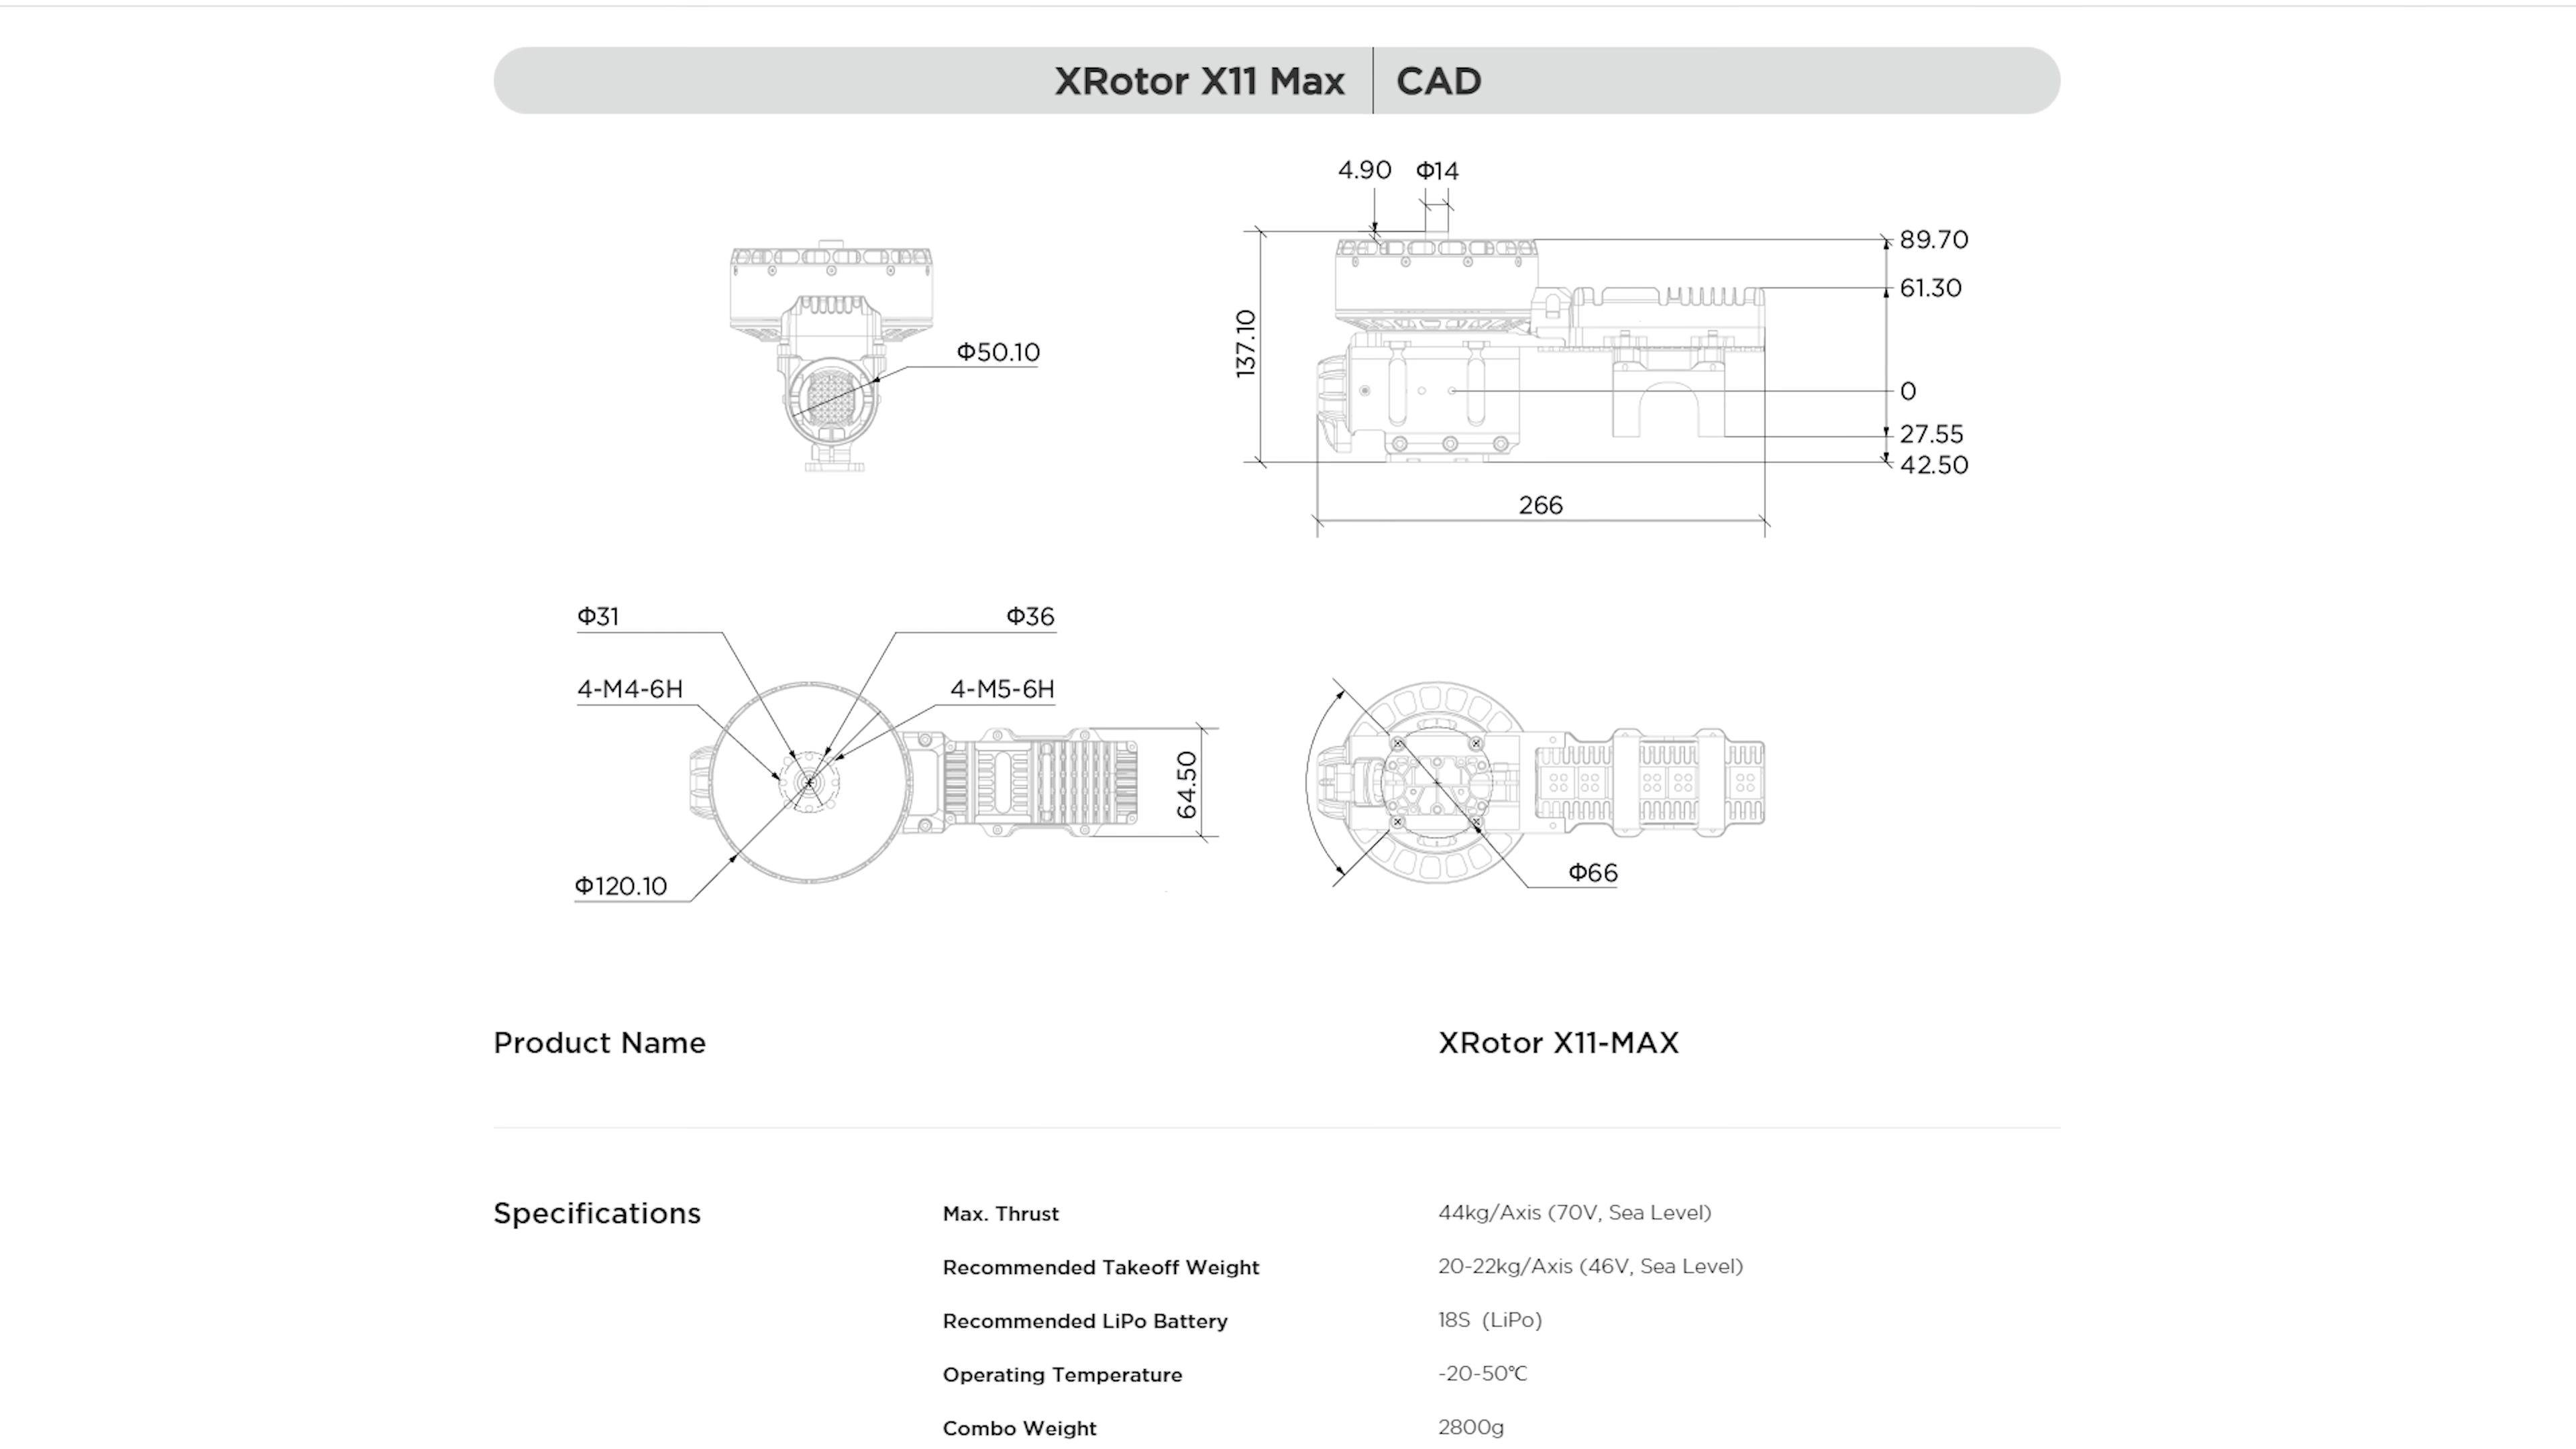 XRotor X11 Max | CAD
4.90 Φ14
89.70
61.30
137.10
Φ50.10
0
27.55
42.50
266
Φ31
Φ36
4-M4-6H
4-M5-6H
64.50
Φ120.10
Φ66
Product Name XRotor X11-MAX
Specifications Max. Thrust 44kg/Axis (70V, Sea Level)
Recommended Takeoff Weight 20-22kg/Axis (46V, Sea Level)
Recommended LiPo Battery 18S (LiPo)
Operating Temperature -20-50℃
Combo Weight 2800g